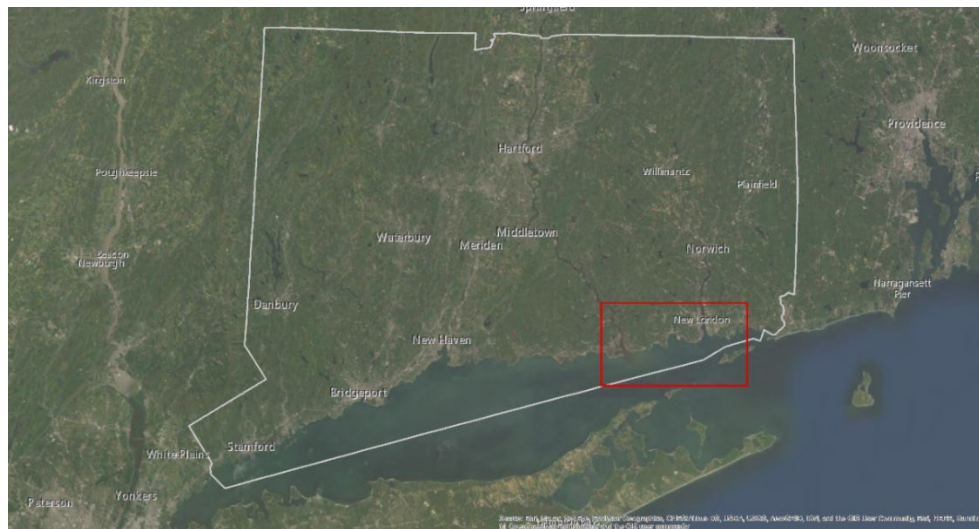 Springfield
Woonsocket
Kingston
Providence
Hartford
Poughkeepsie
Willimantic
Plainfield
Middletown
Waterbury
Meriden
Norwich
Beacon
Newburgh
Narragansett
Pier
Danbury
New London
New Haven
Bridgeport
Stamford
White Plains
Yonkers
Paterson